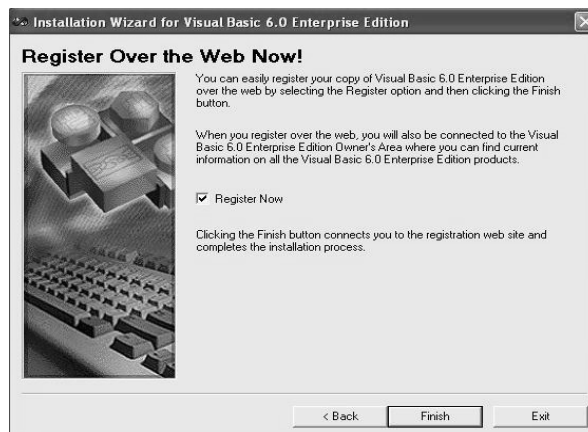 Installation Wizard for Visual Basic 6.0 Enterprise Edition
Register Over the Web Now!
You can easily register your copy of Visual Basic 6.0 Enterprise Edition
over the web by selecting the Register option and then clicking the Finish
button.
When you register over the web, you will also be connected to the Visual
Basic 6.0 Enterprise Edition Owner's Area where you can find current
information on all the Visual Basic 6.0 Enterprise Edition products.
Register Now
Clicking the Finish button connects you to the registration web site and
completes the installation process.
< Back Finish Exit